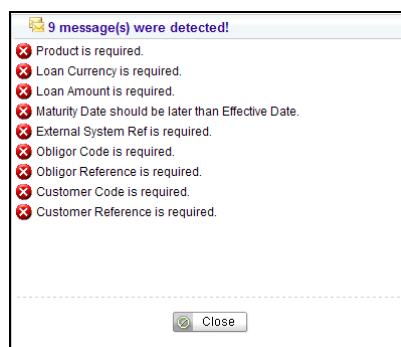 9 message(s) were detected!
Product is required.
Loan Currency is required.
Loan Amount is required.
Maturity Date should be later than Effective Date.
External System Ref is required.
Obligor Code is required.
Obligor Reference is required.
Customer Code is required.
Customer Reference is required.
Close